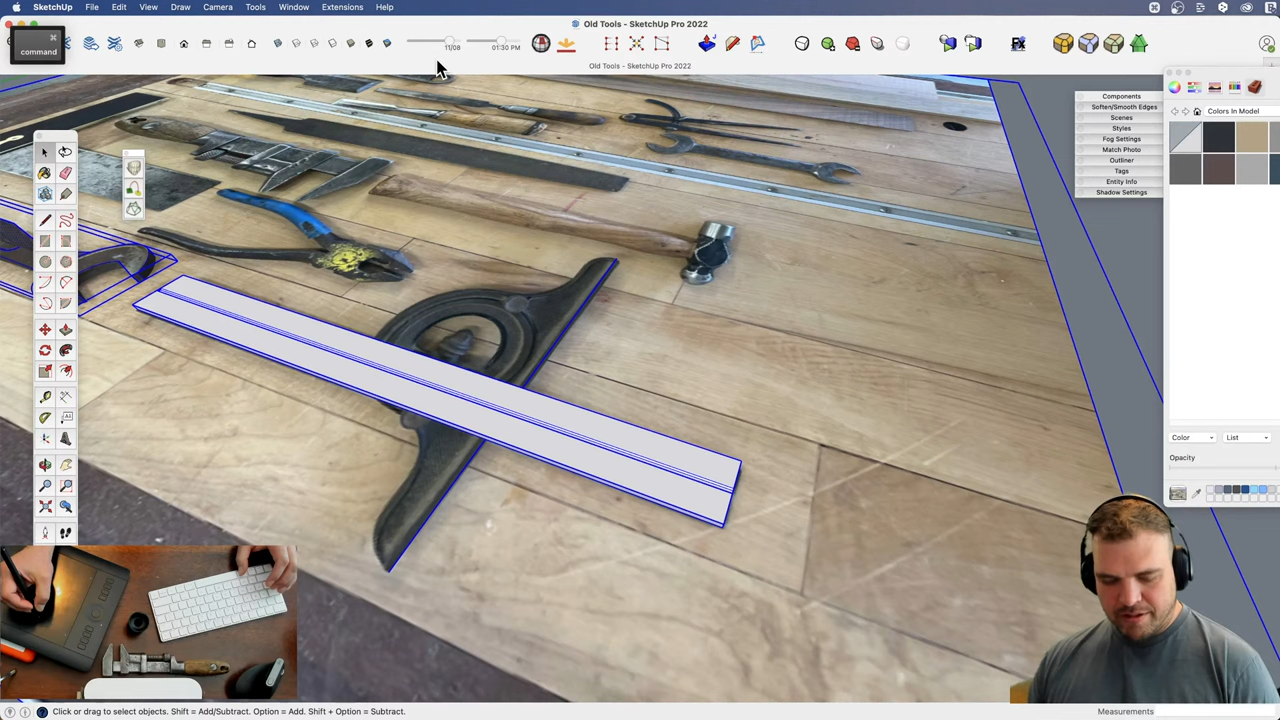 SketchUp File Edit View Draw Camera Tools Window Extensions Help
Old Tools - SketchUp Pro 2022
⌘
command
11/08 01:30 PM
Old Tools - SketchUp Pro 2022
Components
Soften/Smooth Edges
Scenes
Styles
Fog Settings
Match Photo
Outliner
Tags
Entity Info
Shadow Settings
Colors In Model
Color List
Opacity
Click or drag to select objects. Shift = Add/Subtract. Option = Add. Shift + Option = Subtract.
Measurements